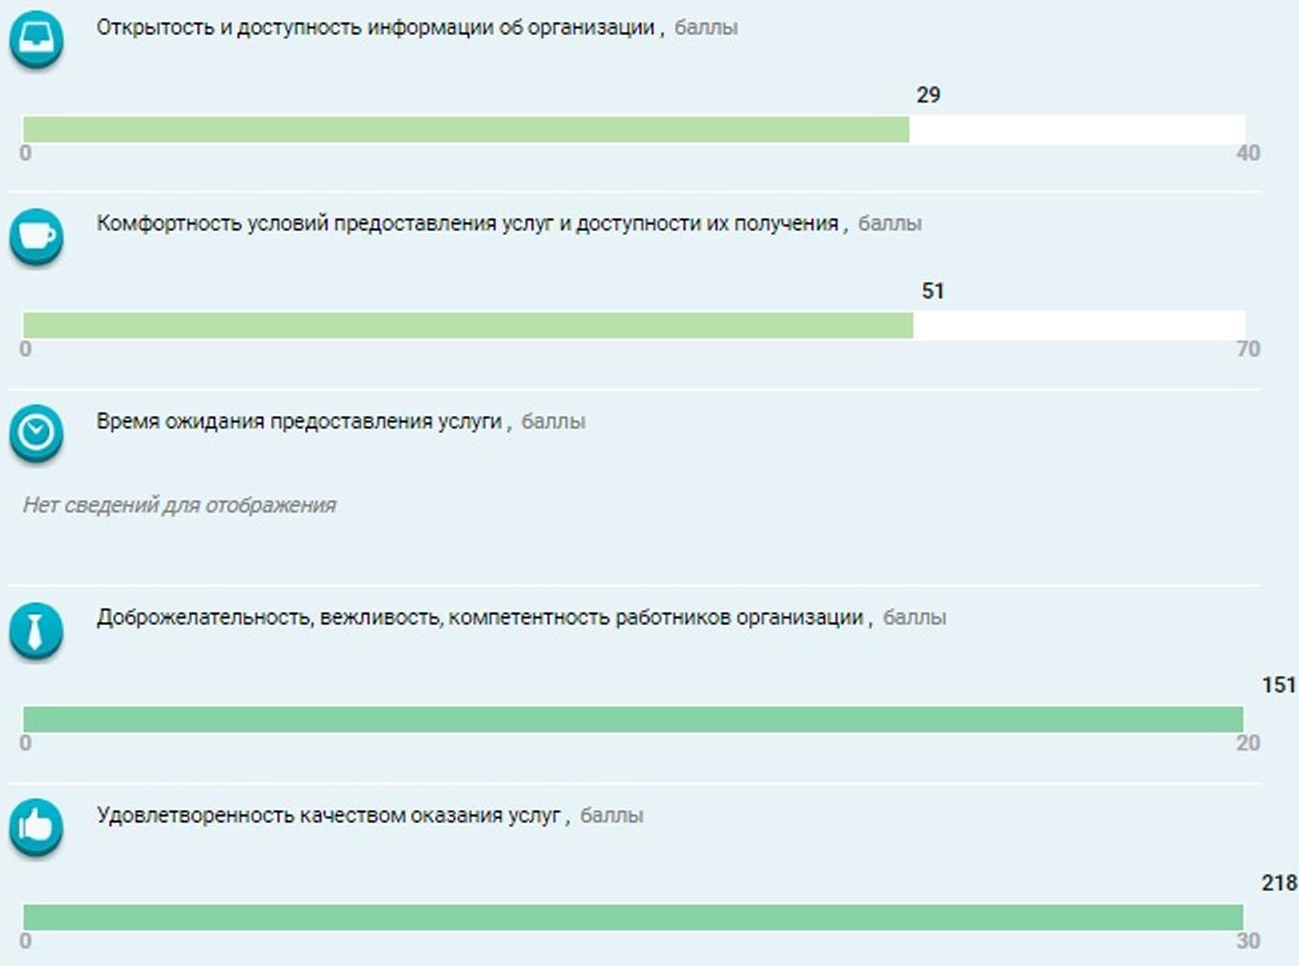 Открытость и доступность информации об организации , баллы
29
0 40
Комфортность условий предоставления услуг и доступности их получения , баллы
51
0 70
Время ожидания предоставления услуги , баллы
Нет сведений для отображения
Доброжелательность, вежливость, компетентность работников организации , баллы
151
0 20
Удовлетворенность качеством оказания услуг , баллы
218
0 30